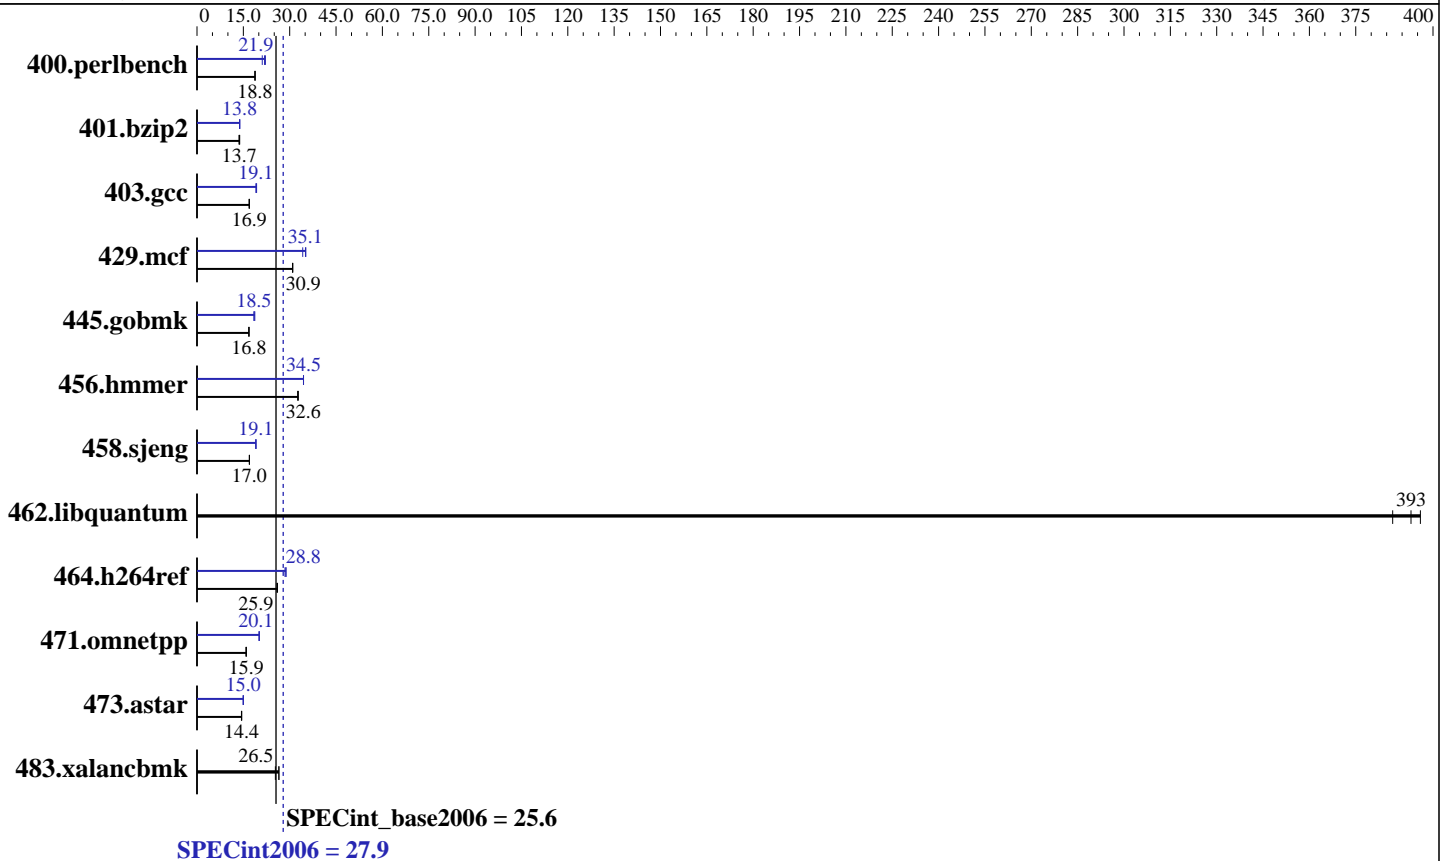 0 15.0 30.0 45.0 60.0 75.0 90.0 105 120 135 150 165 180 195 210 225 240 255 270 285 300 315 330 345 360 375 400
21.9
400.perlbench
18.8
13.8
401.bzip2
13.7
19.1
403.gcc
16.9
35.1
429.mcf
30.9
18.5
445.gobmk
16.8
34.5
456.hmmer
32.6
19.1
458.sjeng
17.0
393
462.libquantum
28.8
464.h264ref
25.9
20.1
471.omnetpp
15.9
15.0
473.astar
14.4
26.5
483.xalancbmk
SPECint_base2006 = 25.6
SPECint2006 = 27.9